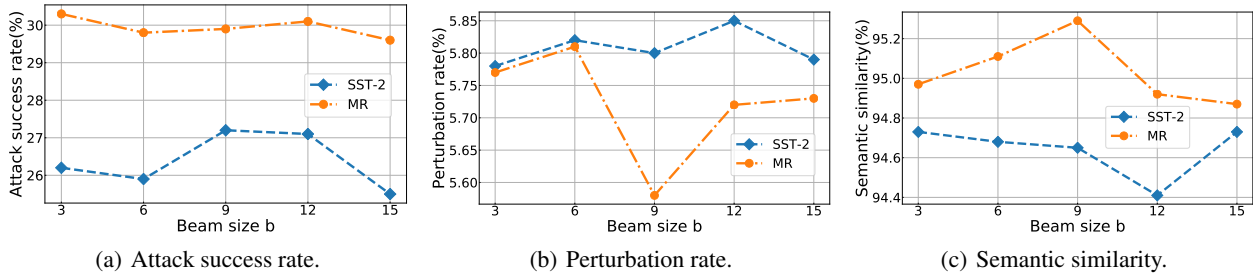 Attack success rate(%)
30
29
28
27
26
3 6 9 12 15
Beam size b
SST-2
MR
(a) Attack success rate.
Perturbation rate(%)
5.85
5.80
5.75
5.70
5.65
5.60
3 6 9 12 15
Beam size b
SST-2
MR
(b) Perturbation rate.
Semantic similarity(%)
95.2
95.0
94.8
94.6
94.4
3 6 9 12 15
Beam size b
SST-2
MR
(c) Semantic similarity.